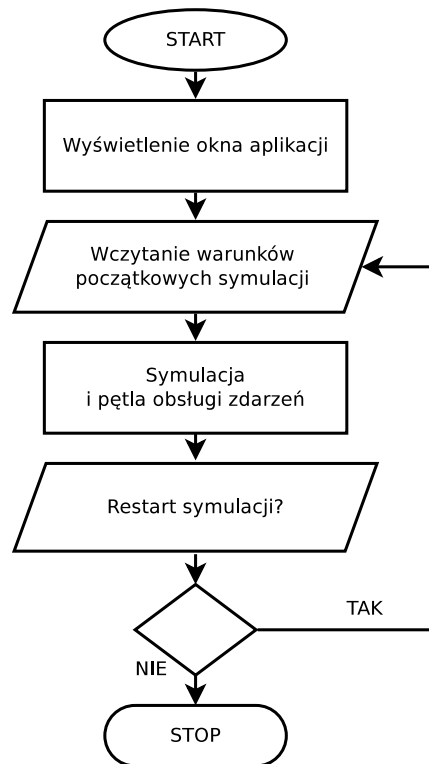 START
Wyświetlenie okna aplikacji
Wczytanie warunków
początkowych symulacji
Symulacja
i pętla obsługi zdarzeń
Restart symulacji?
TAK
NIE
STOP